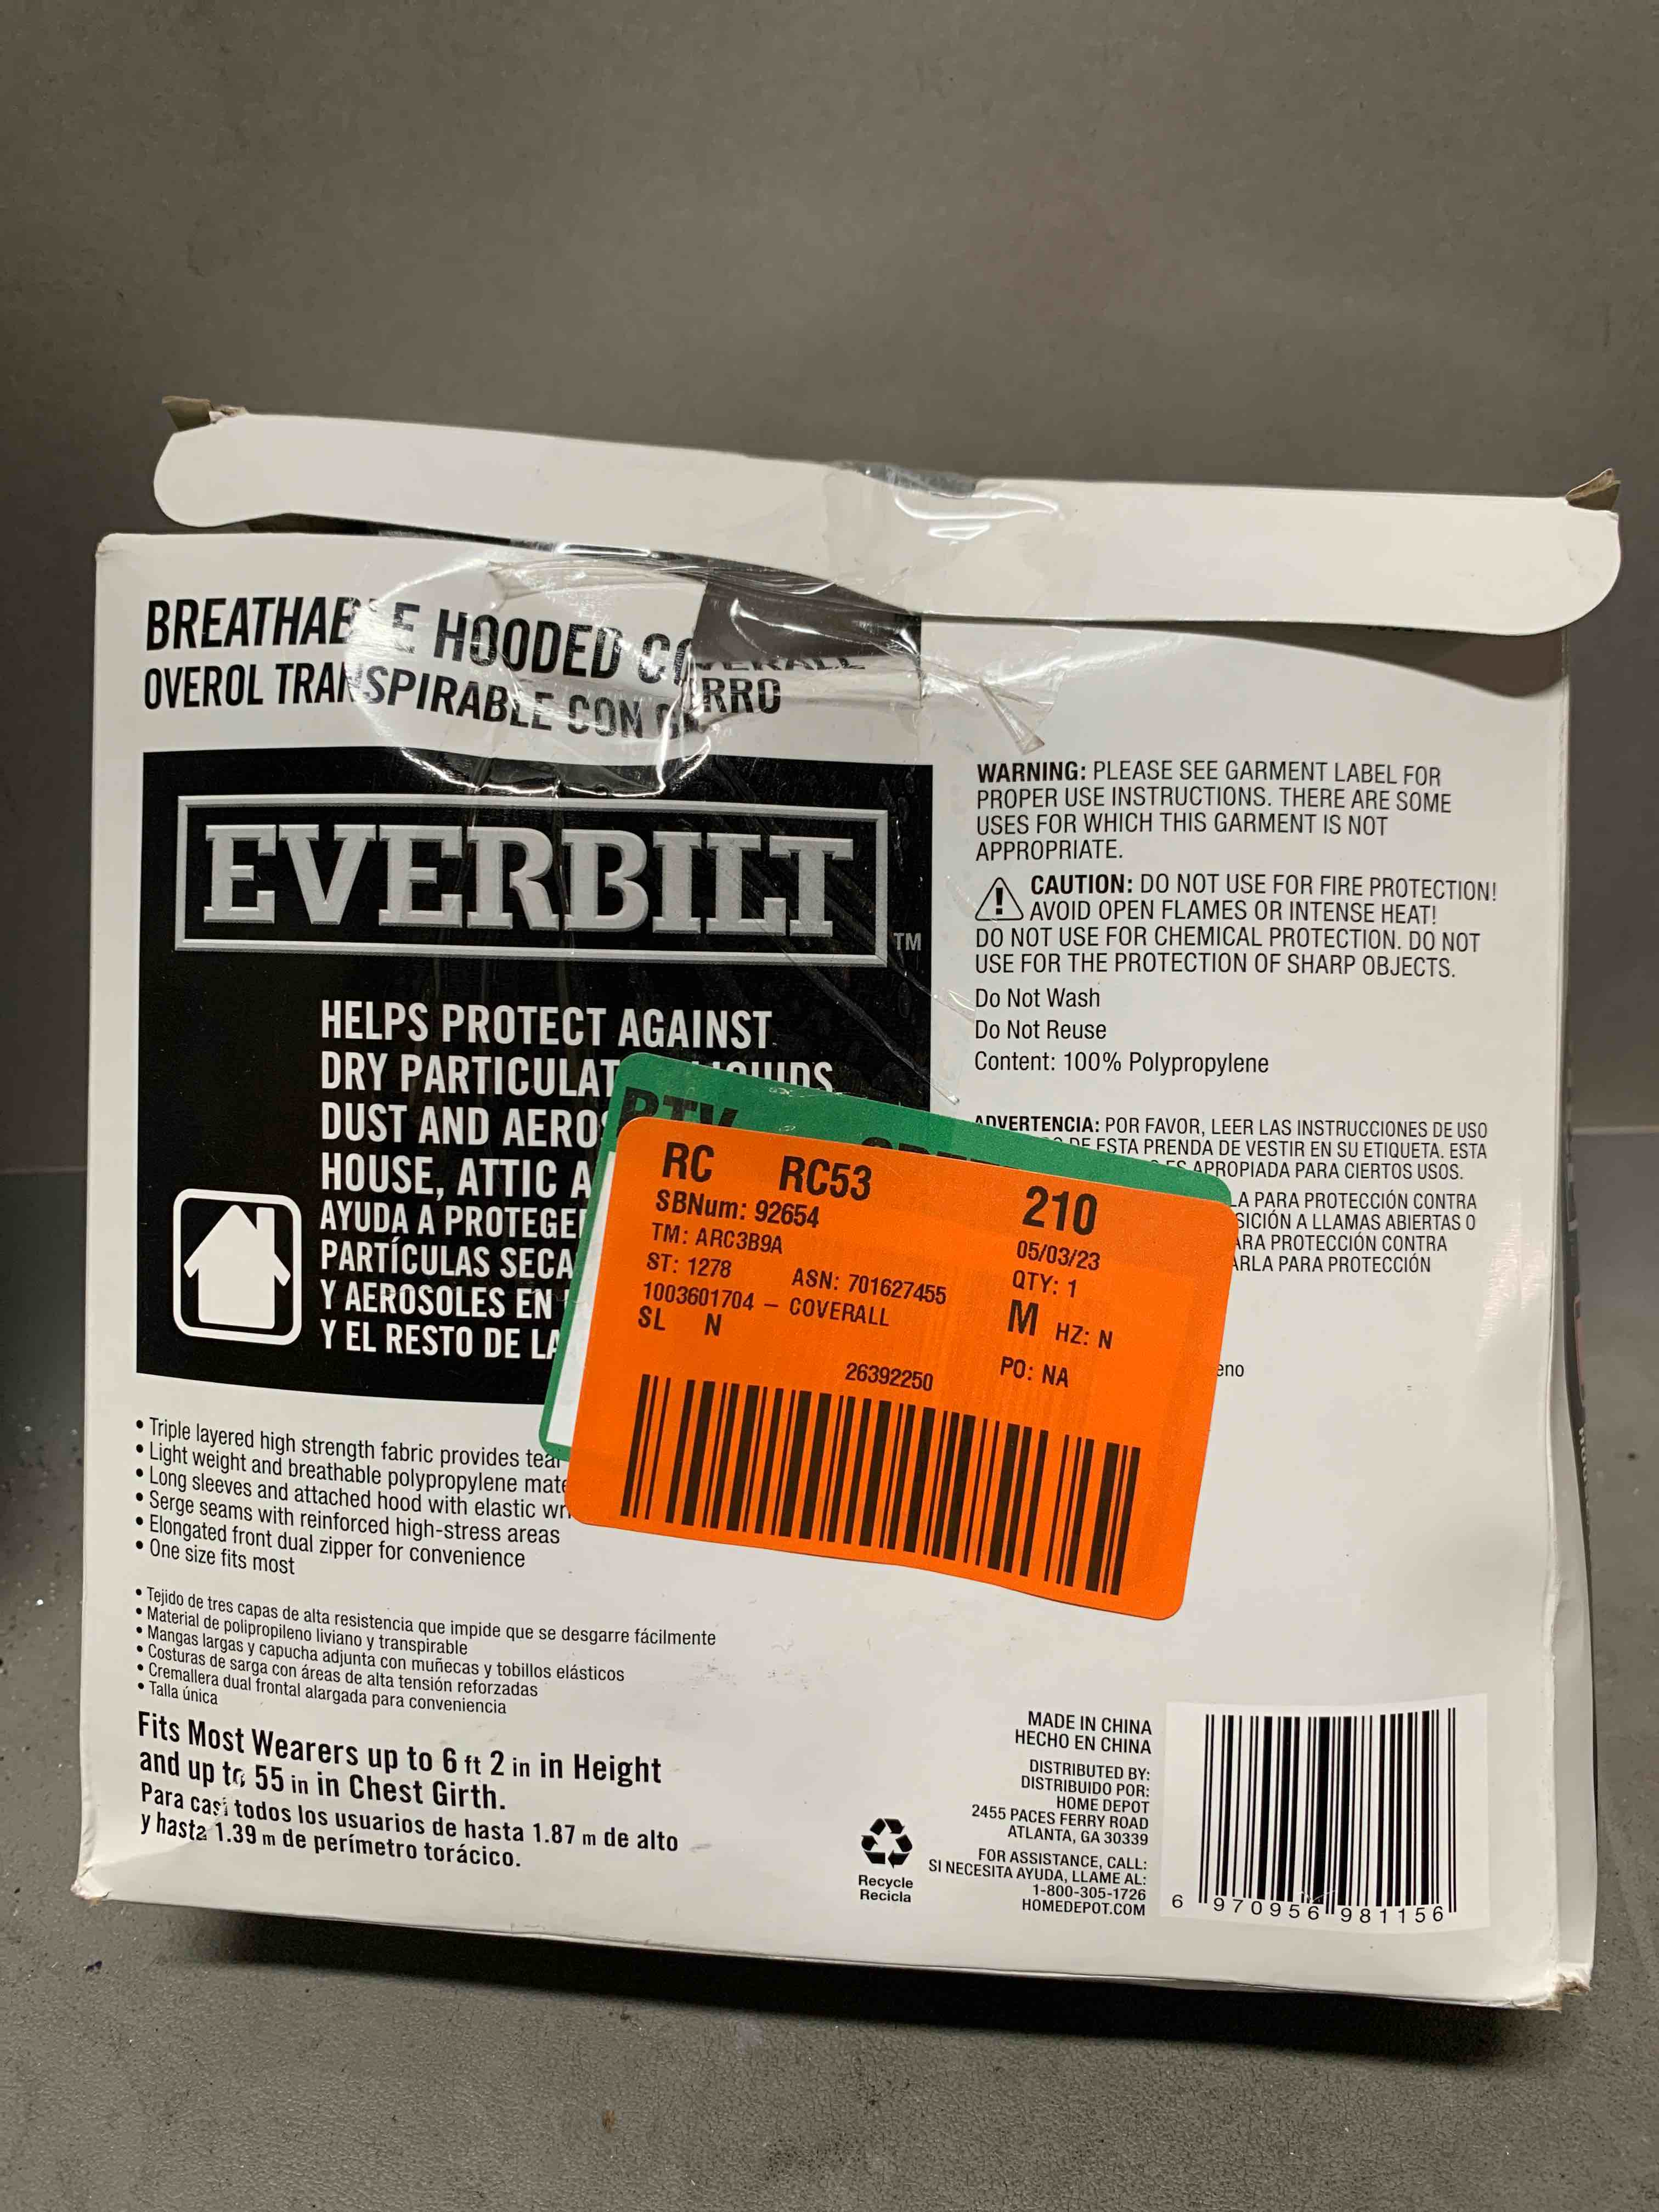 BREATHABLE HOODED COVERALL
OVEROL TRANSPIRABLE CON GORRO
EVERBILT
TM
HELPS PROTECT AGAINST
DRY PARTICULAT
DUST AND AERO
HOUSE, ATTIC A
AYUDA A PROTEGE
PARTÍCULAS SECA
Y AEROSOLES EN
Y EL RESTO DE LA
• Triple layered high strength fabric provides tear
• Light weight and breathable polypropylene mate
• Long sleeves and attached hood with elastic wr
• Serge seams with reinforced high-stress areas
• Elongated front dual zipper for convenience
• One size fits most
• Tejido de tres capas de alta resistencia que impide que se desgarre fácilmente
• Material de polipropileno liviano y transpirable
• Mangas largas y capucha adjunta con muñecas y tobillos elásticos
• Costuras de sarga con áreas de alta tensión reforzadas
• Cremallera dual frontal alargada para conveniencia
• Talla única
Fits Most Wearers up to 6 ft 2 in in Height
and up to 55 in in Chest Girth.
Para casi todos los usuarios de hasta 1.87 m de alto
y hasta 1.39 m de perímetro torácico.
WARNING: PLEASE SEE GARMENT LABEL FOR
PROPER USE INSTRUCTIONS. THERE ARE SOME
USES FOR WHICH THIS GARMENT IS NOT
APPROPRIATE.
CAUTION: DO NOT USE FOR FIRE PROTECTION!
AVOID OPEN FLAMES OR INTENSE HEAT!
DO NOT USE FOR CHEMICAL PROTECTION. DO NOT
USE FOR THE PROTECTION OF SHARP OBJECTS.
Do Not Wash
Do Not Reuse
Content: 100% Polypropylene
ADVERTENCIA: POR FAVOR, LEER LAS INSTRUCCIONES DE USO
DE ESTA PRENDA DE VESTIR EN SU ETIQUETA. ESTA
ES APROPIADA PARA CIERTOS USOS.
LA PARA PROTECCIÓN CONTRA
SICIÓN A LLAMAS ABIERTAS O
ARA PROTECCIÓN CONTRA
ARLA PARA PROTECCIÓN
eno
RTV
RC RC53 210
SBNum: 92654 05/03/23
TM: ARC3B9A QTY: 1
ST: 1278 ASN: 701627455 M HZ: N
1003601704 – COVERALL
SL N PO: NA
26392250
MADE IN CHINA
HECHO EN CHINA
DISTRIBUTED BY:
DISTRIBUIDO POR:
HOME DEPOT
2455 PACES FERRY ROAD
ATLANTA, GA 30339
FOR ASSISTANCE, CALL:
SI NECESITA AYUDA, LLAME AL:
1-800-305-1726
HOMEDEPOT.COM
Recycle
Recicla
6 970956 981156